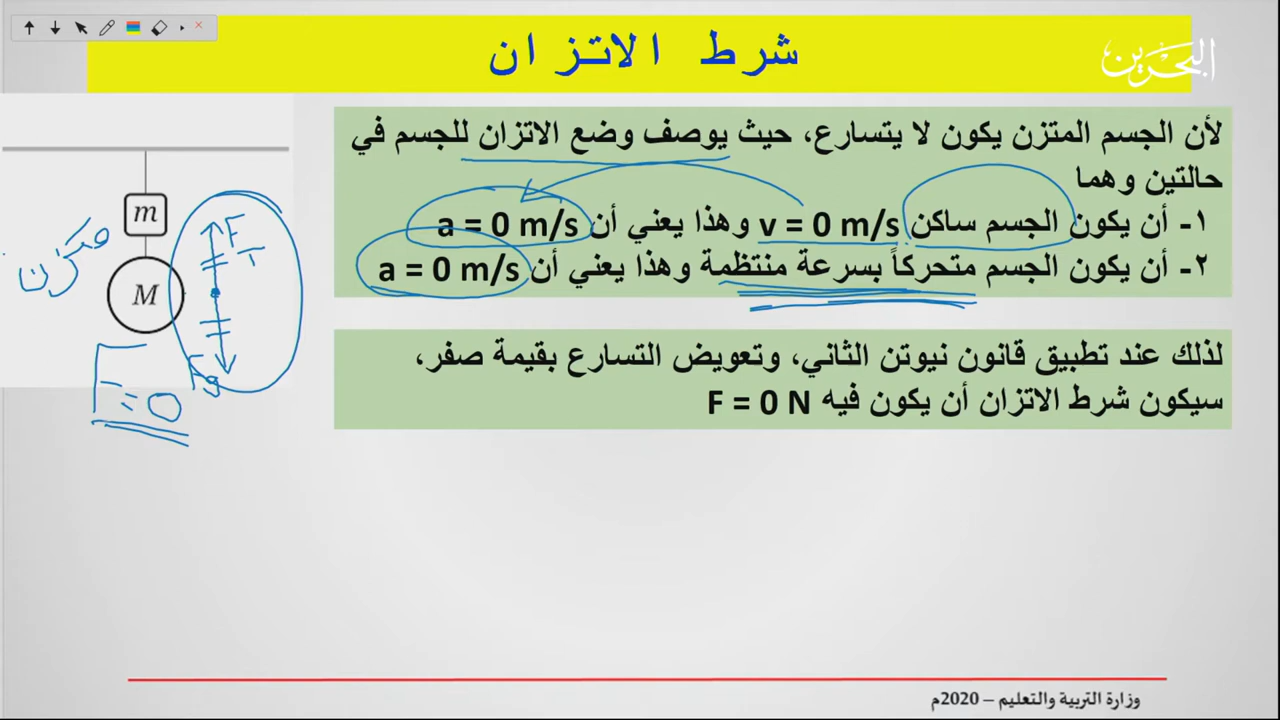 شرط الاتزان
البحرين
لأن الجسم المتزن يكون لا يتسارع، حيث يوصف وضع الاتزان للجسم في
حالتين وهما
١- أن يكون الجسم ساكن v = 0 m/s وهذا يعني أن a = 0 m/s
٢- أن يكون الجسم متحركاً بسرعة منتظمة وهذا يعني أن a = 0 m/s
لذلك عند تطبيق قانون نيوتن الثاني، وتعويض التسارع بقيمة صفر،
سيكون شرط الاتزان أن يكون فيه F = 0 N
m
M
F T
F g
F = 0
وزارة التربية والتعليم – 2020م